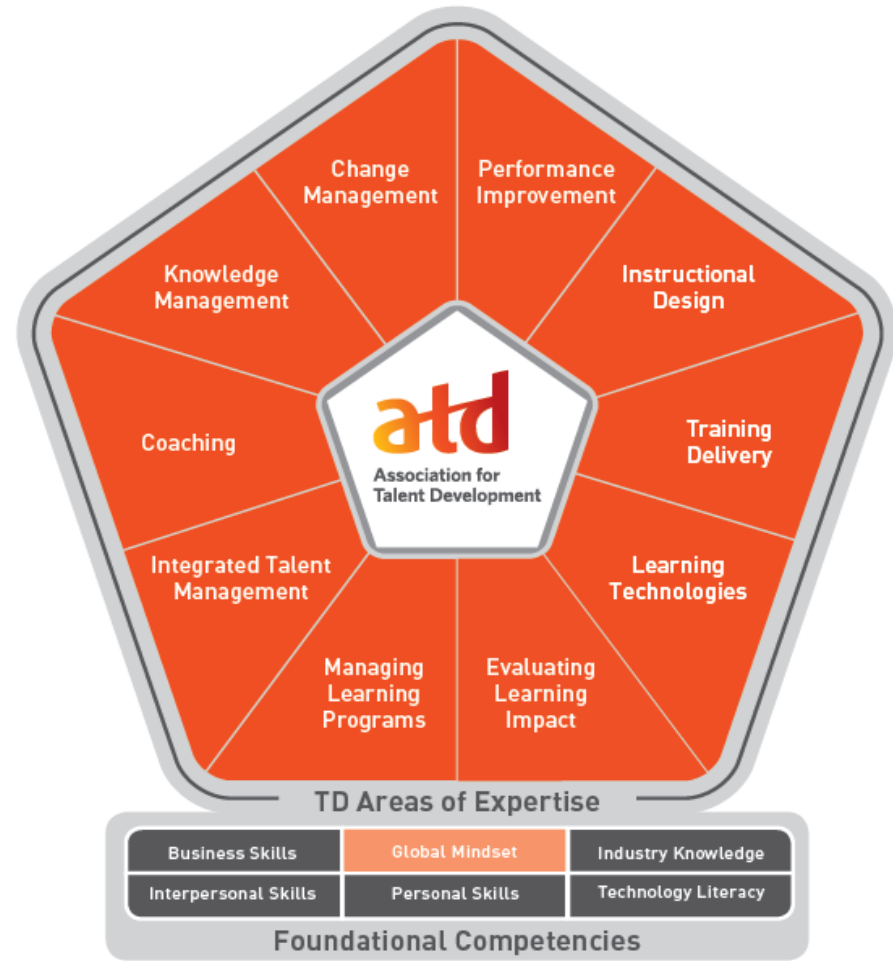 Change
Management
Performance
Improvement
Knowledge
Management
Instructional
Design
Coaching
atd
Association for
Talent Development
Training
Delivery
Integrated Talent
Management
Learning
Technologies
Managing
Learning
Programs
Evaluating
Learning
Impact
TD Areas of Expertise
Business Skills
Global Mindset
Industry Knowledge
Interpersonal Skills
Personal Skills
Technology Literacy
Foundational Competencies